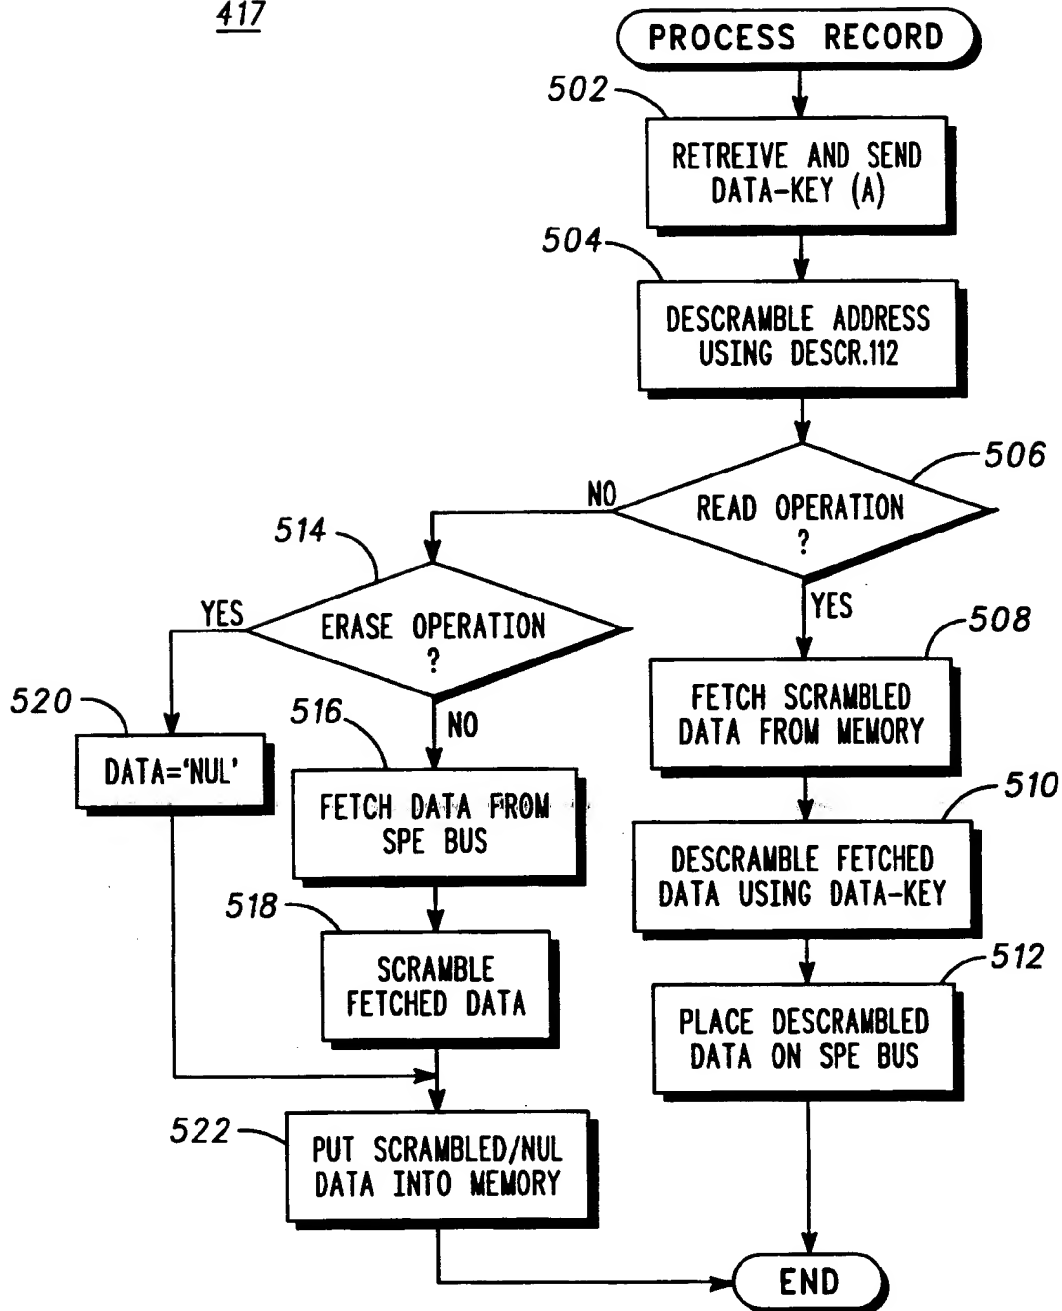 417
PROCESS RECORD
502
RETREIVE AND SEND
DATA-KEY (A)
504
DESCRAMBLE ADDRESS
USING DESCR.112
506
READ OPERATION
?
NO
YES
514
ERASE OPERATION
?
YES
NO
508
FETCH SCRAMBLED
DATA FROM MEMORY
520
DATA='NUL'
516
FETCH DATA FROM
SPE BUS
510
DESCRAMBLE FETCHED
DATA USING DATA-KEY
518
SCRAMBLE
FETCHED DATA
512
PLACE DESCRAMBLED
DATA ON SPE BUS
522
PUT SCRAMBLED/NUL
DATA INTO MEMORY
END